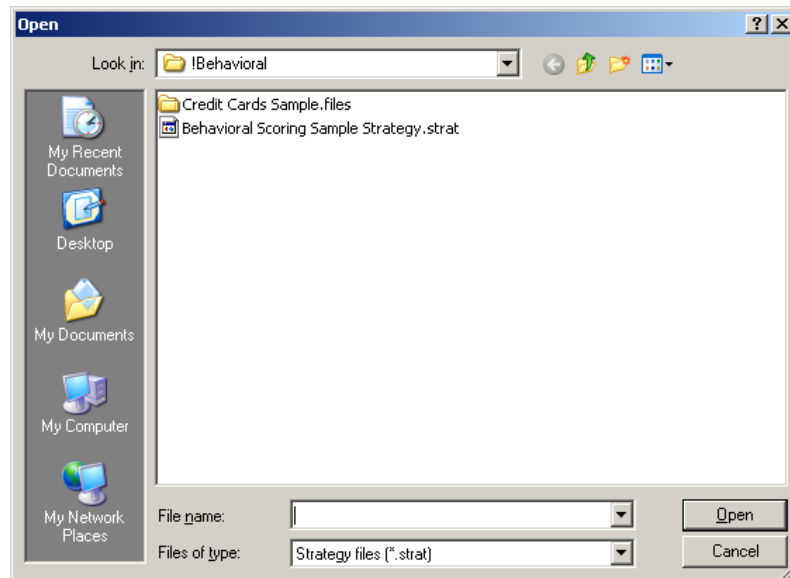 Open
Look in: !Behavioral
Credit Cards Sample.files
Behavioral Scoring Sample Strategy.strat
My Recent
Documents
Desktop
My Documents
My Computer
My Network
Places
File name: Open
Files of type: Strategy files (*.strat) Cancel